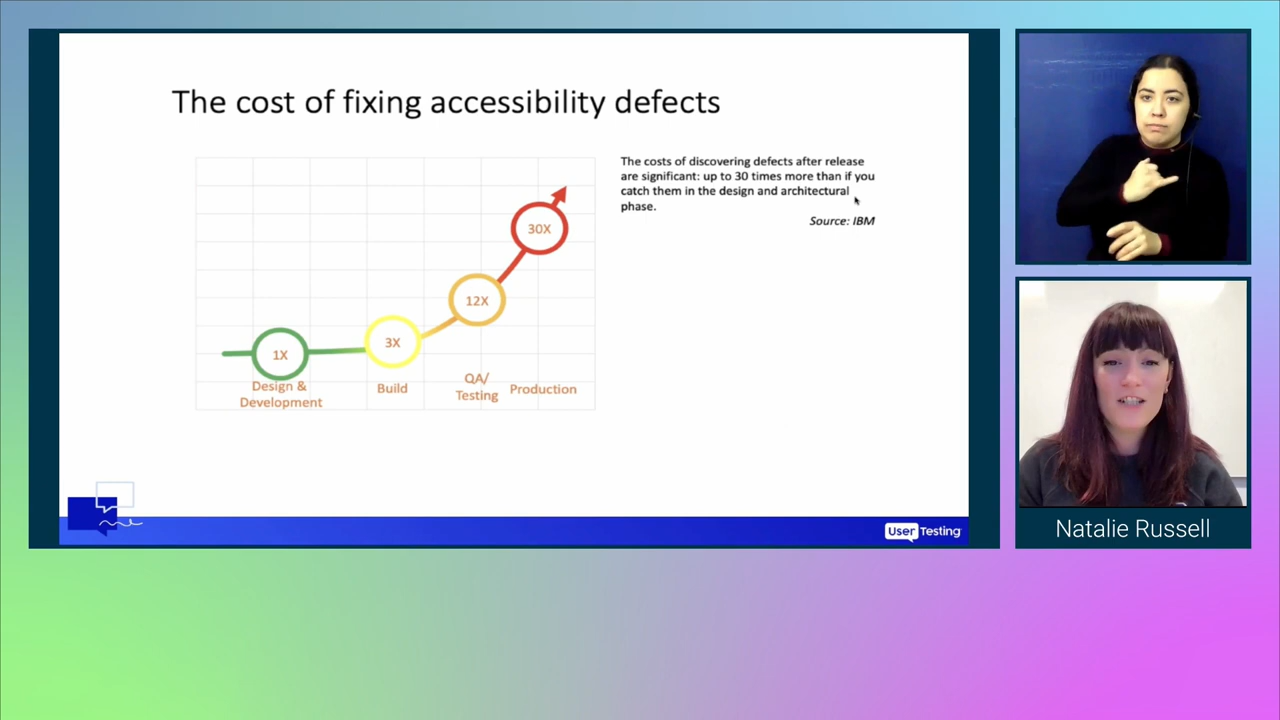 The cost of fixing accessibility defects
The costs of discovering defects after release
are significant: up to 30 times more than if you
catch them in the design and architectural
phase.
Source: IBM
30X
12X
3X
1X
Design &
Development
Build
QA/
Testing
Production
User Testing
Natalie Russell